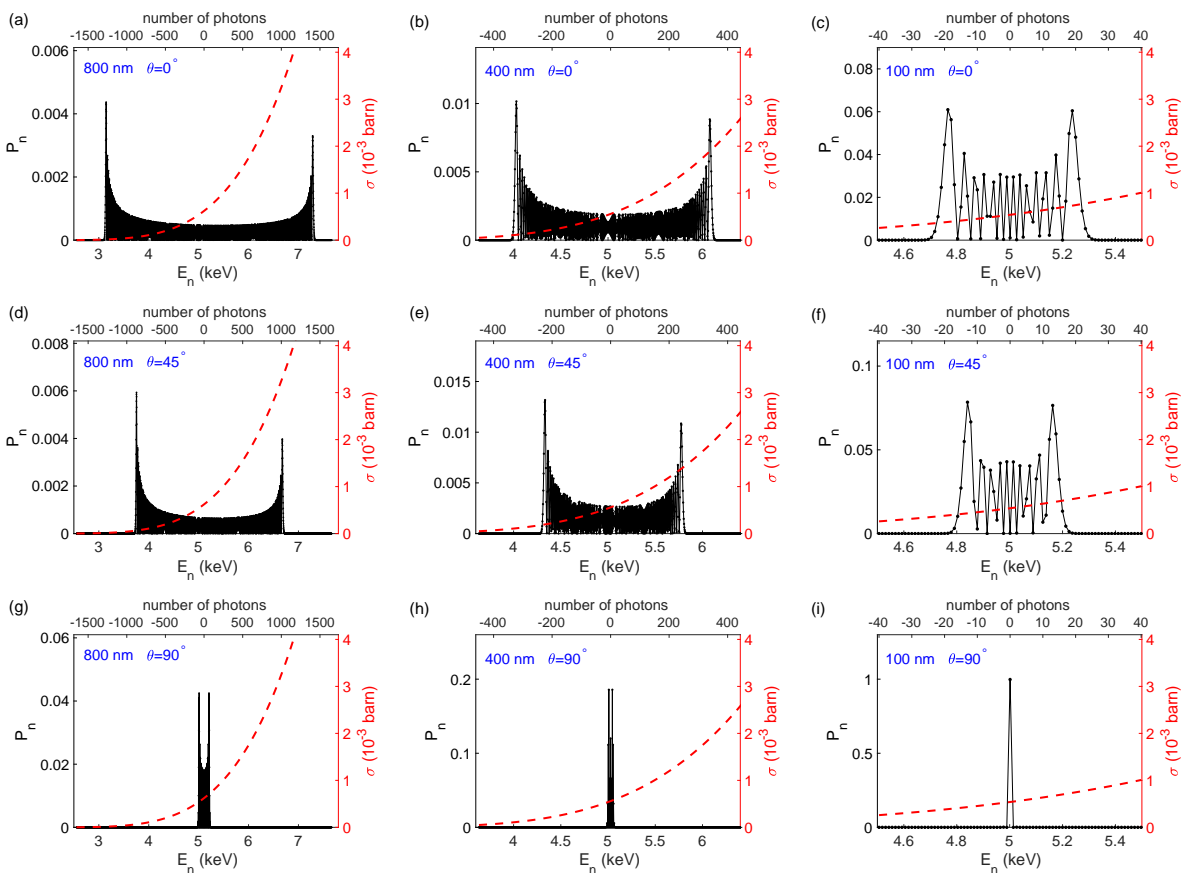 (a)
number of photons
-1500 -1000 -500 0 500 1000 1500
800 nm θ=0°
0.006
0.004
0.002
0
P_n
4
3
2
1
0
σ (10^-3 barn)
3 4 5 6 7
E_n (keV)
(b)
number of photons
-400 -200 0 200 400
400 nm θ=0°
0.01
0.005
0
P_n
4
3
2
1
0
σ (10^-3 barn)
4 4.5 5 5.5 6
E_n (keV)
(c)
number of photons
-40 -30 -20 -10 0 10 20 30 40
100 nm θ=0°
0.08
0.06
0.04
0.02
0
P_n
4
3
2
1
0
σ (10^-3 barn)
4.6 4.8 5 5.2 5.4
E_n (keV)
(d)
number of photons
-1500 -1000 -500 0 500 1000 1500
800 nm θ=45°
0.008
0.006
0.004
0.002
0
P_n
4
3
2
1
0
σ (10^-3 barn)
3 4 5 6 7
E_n (keV)
(e)
number of photons
-400 -200 0 200 400
400 nm θ=45°
0.015
0.01
0.005
0
P_n
4
3
2
1
0
σ (10^-3 barn)
4 4.5 5 5.5 6
E_n (keV)
(f)
number of photons
-40 -30 -20 -10 0 10 20 30 40
100 nm θ=45°
0.1
0.05
0
P_n
4
3
2
1
0
σ (10^-3 barn)
4.6 4.8 5 5.2 5.4
E_n (keV)
(g)
number of photons
-1500 -1000 -500 0 500 1000 1500
800 nm θ=90°
0.06
0.04
0.02
0
P_n
4
3
2
1
0
σ (10^-3 barn)
3 4 5 6 7
E_n (keV)
(h)
number of photons
-400 -200 0 200 400
400 nm θ=90°
0.2
0.1
0
P_n
4
3
2
1
0
σ (10^-3 barn)
4 4.5 5 5.5 6
E_n (keV)
(i)
number of photons
-40 -30 -20 -10 0 10 20 30 40
100 nm θ=90°
1
0.5
0
P_n
4
3
2
1
0
σ (10^-3 barn)
4.6 4.8 5 5.2 5.4
E_n (keV)